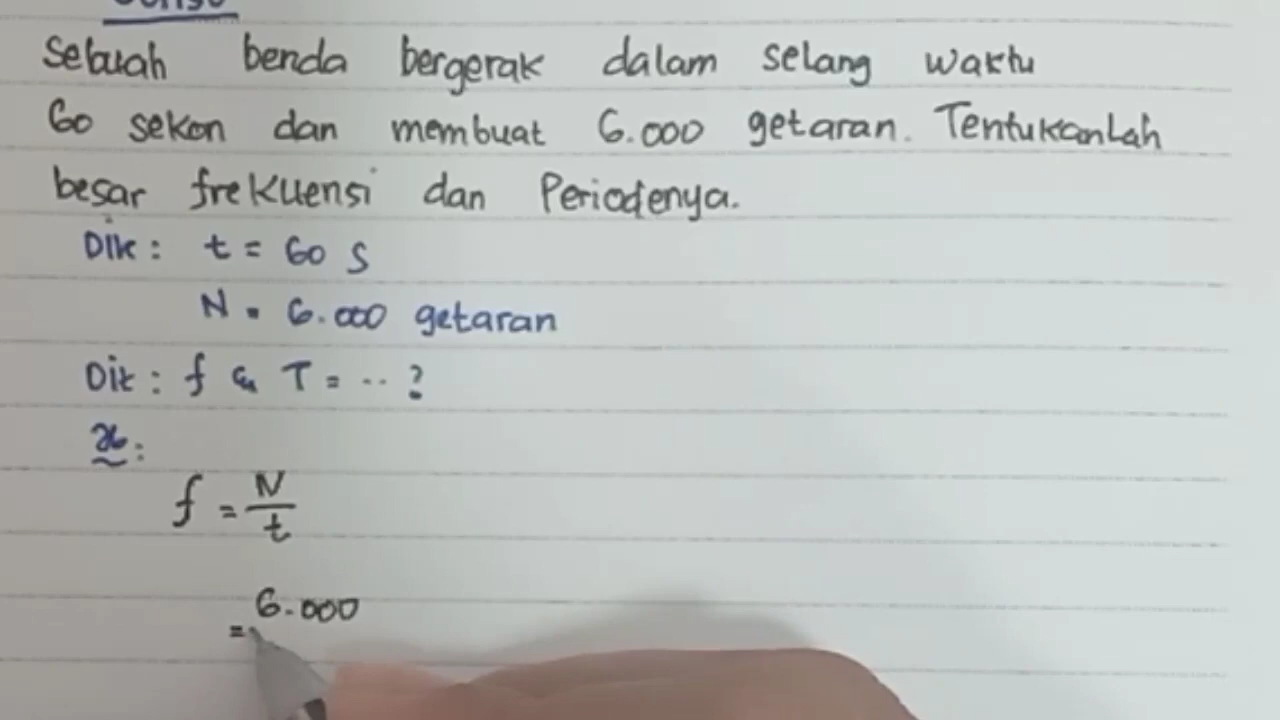 Sebuah benda bergerak dalam selang waktu
60 sekon dan membuat 6.000 getaran. Tentukanlah
besar frekuensi dan Periodenya.
Dik: t = 60 s
N = 6.000 getaran
Dit: f & T = .. ?
f = N
t
= 6.000